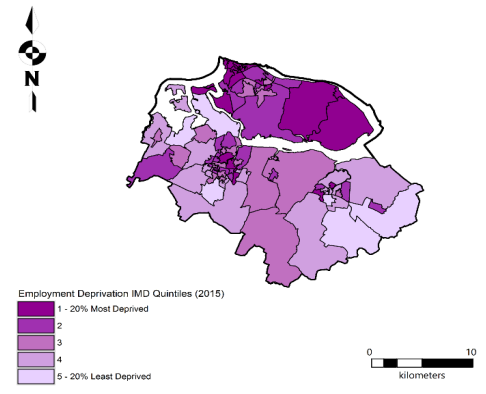 N
Employment Deprivation IMD Quintiles (2015)
1 - 20% Most Deprived
2
3
4
5 - 20% Least Deprived
0 10
kilometers